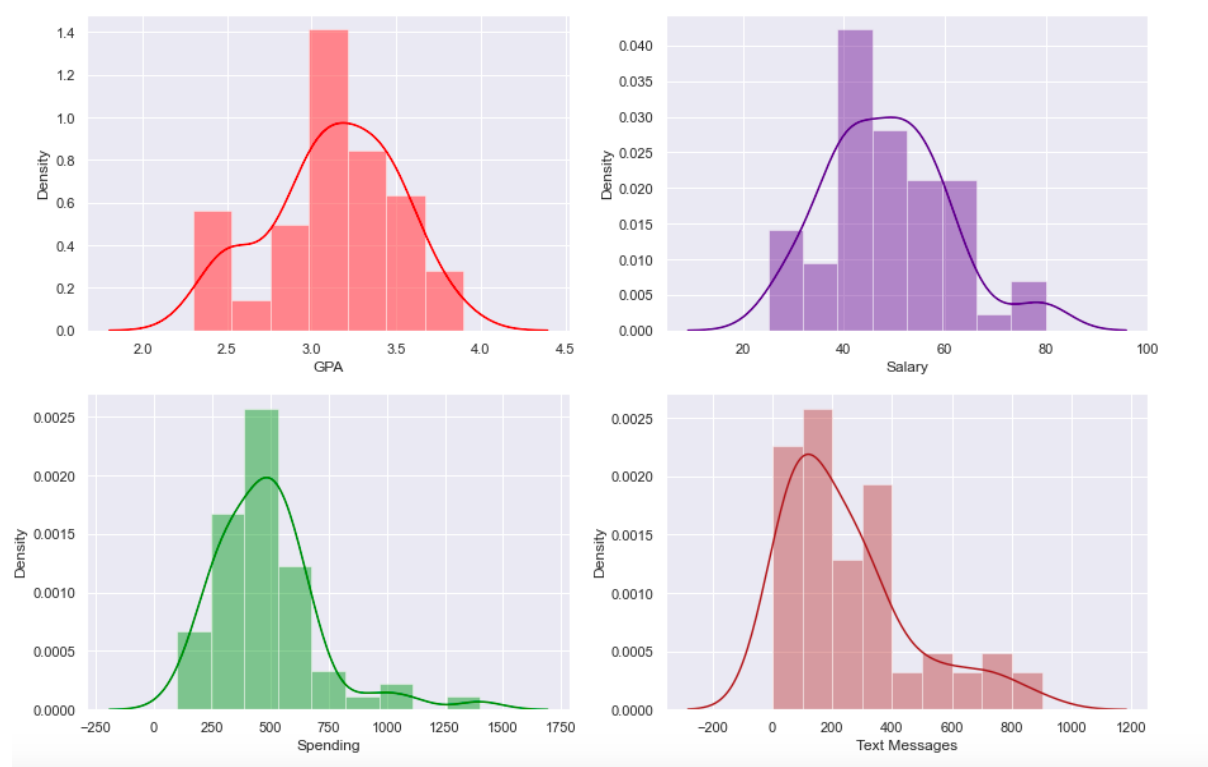 1.4
1.2
1.0
0.8
0.6
0.4
0.2
0.0
Density
2.0 2.5 3.0 3.5 4.0 4.5
GPA
0.040
0.035
0.030
0.025
0.020
0.015
0.010
0.005
0.000
Density
20 40 60 80 100
Salary
0.0025
0.0020
0.0015
0.0010
0.0005
0.0000
Density
−250 0 250 500 750 1000 1250 1500 1750
Spending
0.0025
0.0020
0.0015
0.0010
0.0005
0.0000
Density
−200 0 200 400 600 800 1000 1200
Text Messages